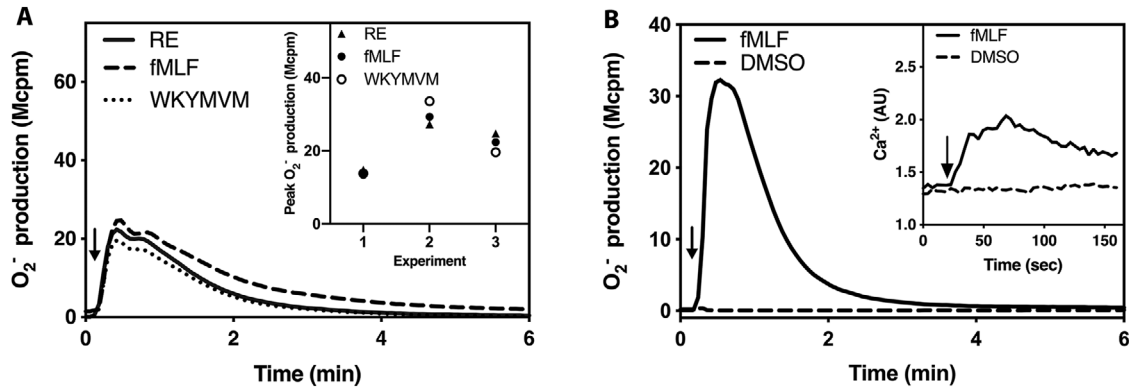 A
O₂⁻ production (Mcpm)
60
40
20
0
0
2
4
6
Time (min)
RE
fMLF
WKYMVM
Peak O₂⁻ production (Mcpm)
40
20
0
1
2
3
Experiment
RE
fMLF
WKYMVM
B
O₂⁻ production (Mcpm)
40
30
20
10
0
0
2
4
6
Time (min)
fMLF
DMSO
Ca²⁺ (AU)
2.5
2.0
1.5
1.0
0
50
100
150
Time (sec)
fMLF
DMSO